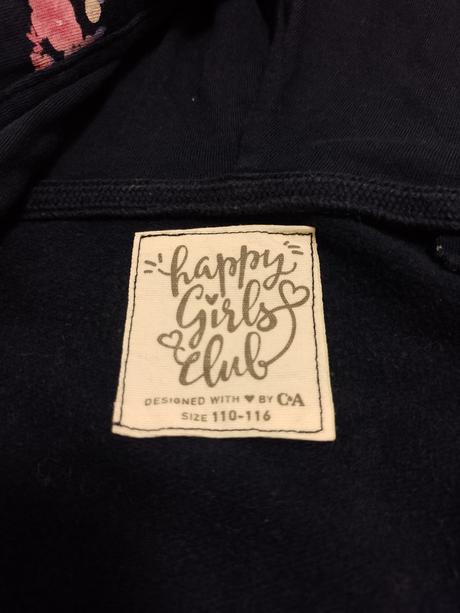 happy
Girls
Club
DESIGNED WITH ♥ BY C&A
SIZE 110-116